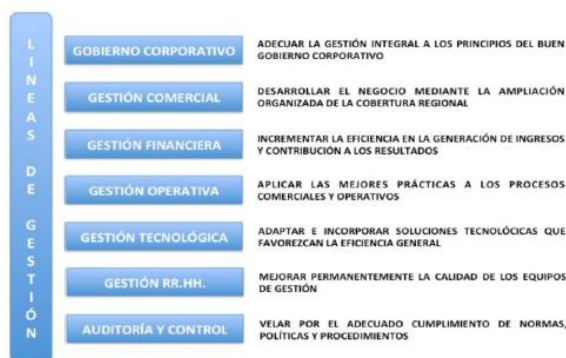 LINEAS DE GESTIÓN
GOBIERNO CORPORATIVO
ADECUAR LA GESTIÓN INTEGRAL A LOS PRINCIPIOS DEL BUEN
GOBIERNO CORPORATIVO
GESTIÓN COMERCIAL
DESARROLLAR EL NEGOCIO MEDIANTE LA AMPLIACIÓN
ORGANIZADA DE LA COBERTURA REGIONAL
GESTIÓN FINANCIERA
INCREMENTAR LA EFICIENCIA EN LA GENERACIÓN DE INGRESOS
Y CONTRIBUCIÓN A LOS RESULTADOS
GESTIÓN OPERATIVA
APLICAR LAS MEJORES PRÁCTICAS A LOS PROCESOS
COMERCIALES Y OPERATIVOS
GESTIÓN TECNOLÓGICA
ADAPTAR E INCORPORAR SOLUCIONES TECNOLÓCICAS QUE
FAVOREZCAN LA EFICIENCIA GENERAL
GESTIÓN RR.HH.
MEJORAR PERMANENTEMENTE LA CALIDAD DE LOS EQUIPOS
DE GESTIÓN
AUDITORÍA Y CONTROL
VELAR POR EL ADECUADO CUMPLIMIENTO DE NORMAS,
POLÍTICAS Y PROCEDIMIENTOS